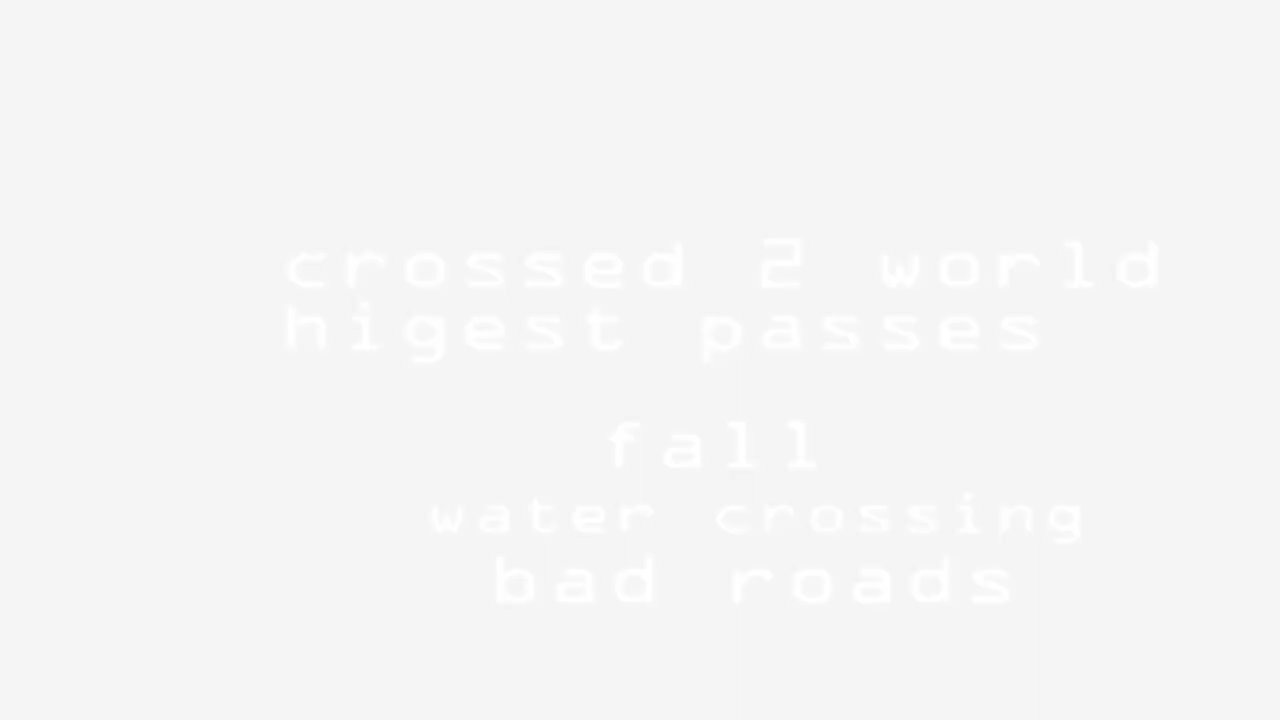 crossed 2 world
higest passes
fall
water crossing
bad roads